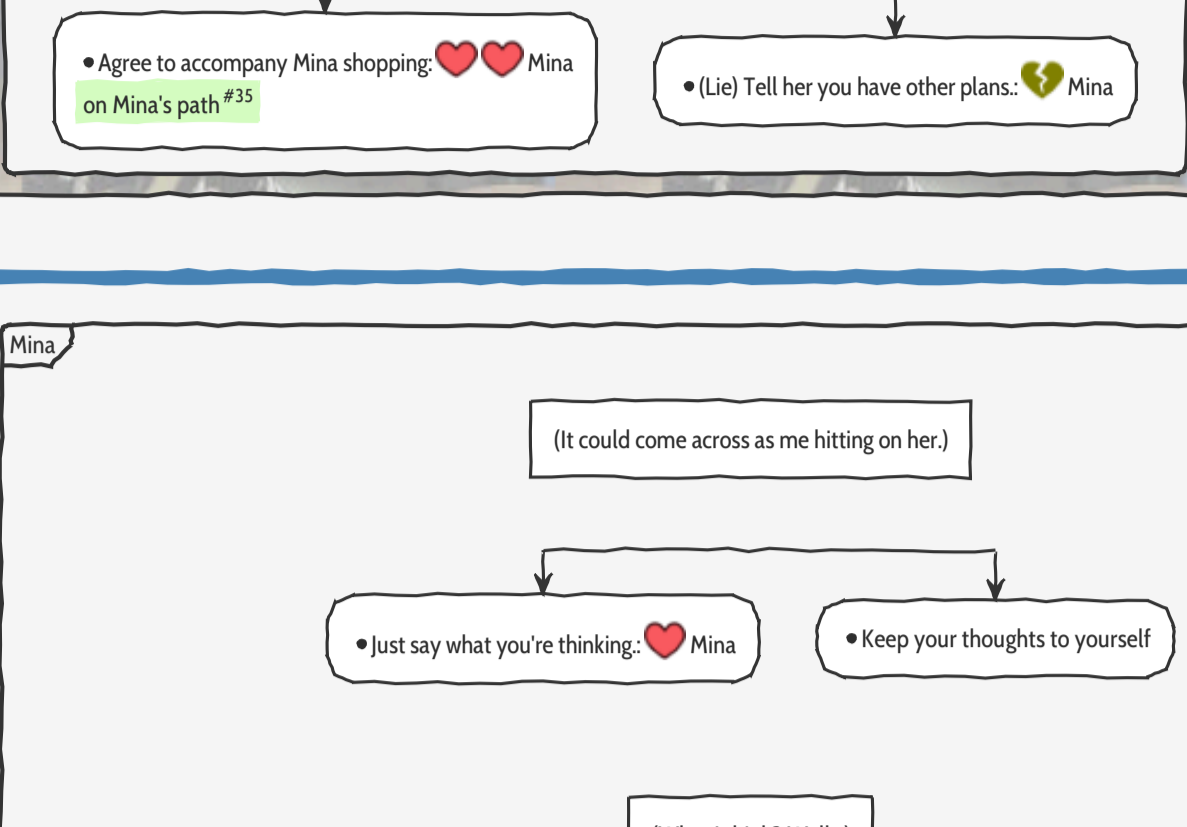 • Agree to accompany Mina shopping: Mina
on Mina's path #35
• (Lie) Tell her you have other plans.: Mina
Mina
(It could come across as me hitting on her.)
• Just say what you're thinking.: Mina
• Keep your thoughts to yourself